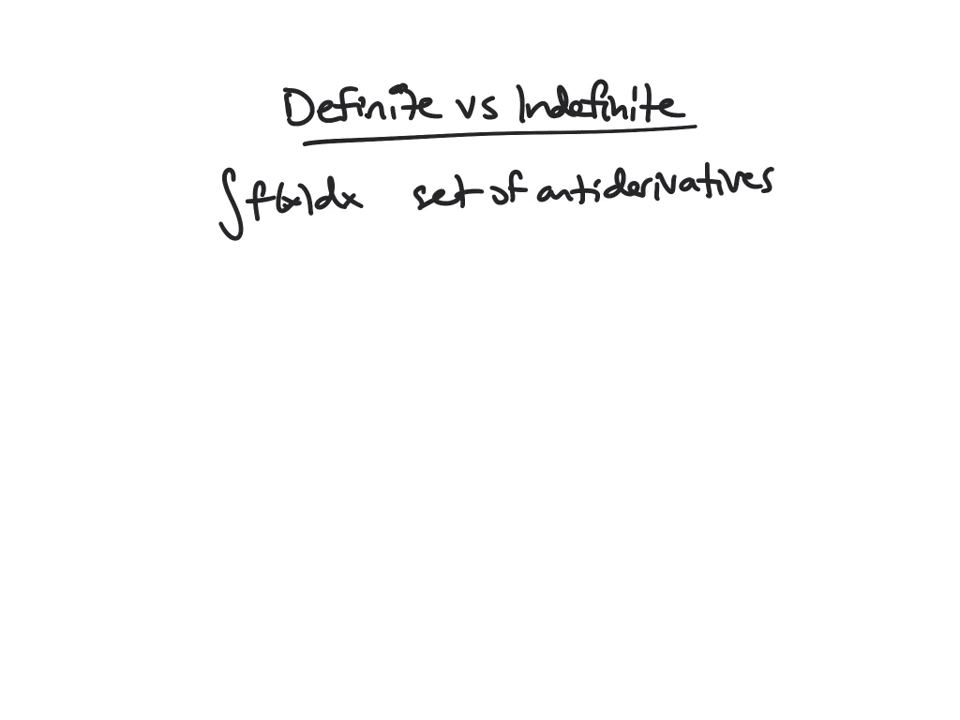 Definite vs Indefinite
∫f(x)dx set of antiderivatives